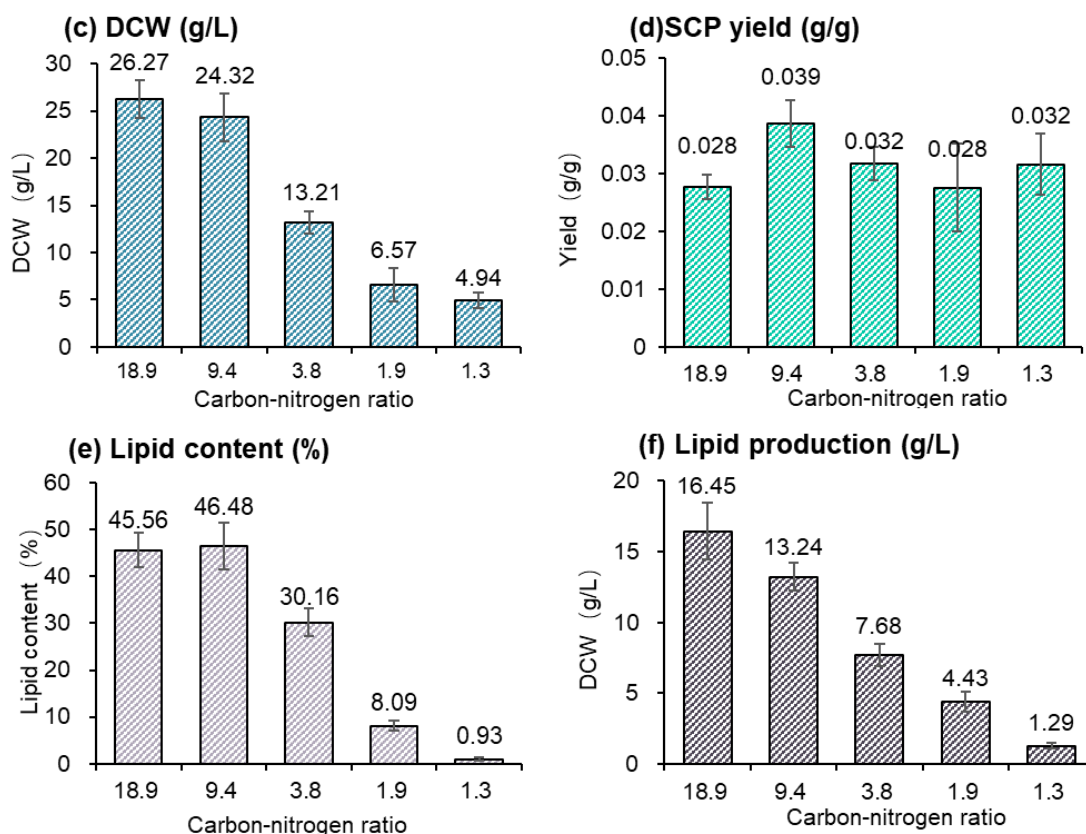 (c) DCW (g/L)
DCW (g/L)
30
25
20
15
10
5
0
26.27
24.32
13.21
6.57
4.94
18.9 9.4 3.8 1.9 1.3
Carbon-nitrogen ratio
(d)SCP yield (g/g)
Yield (g/g)
0.05
0.04
0.03
0.02
0.01
0.00
0.028
0.039
0.032
0.028
0.032
18.9 9.4 3.8 1.9 1.3
Carbon-nitrogen ratio
(e) Lipid content (%)
Lipid content (%)
60
50
40
30
20
10
0
45.56
46.48
30.16
8.09
0.93
18.9 9.4 3.8 1.9 1.3
Carbon-nitrogen ratio
(f) Lipid production (g/L)
DCW (g/L)
20
15
10
5
0
16.45
13.24
7.68
4.43
1.29
18.9 9.4 3.8 1.9 1.3
Carbon-nitrogen ratio